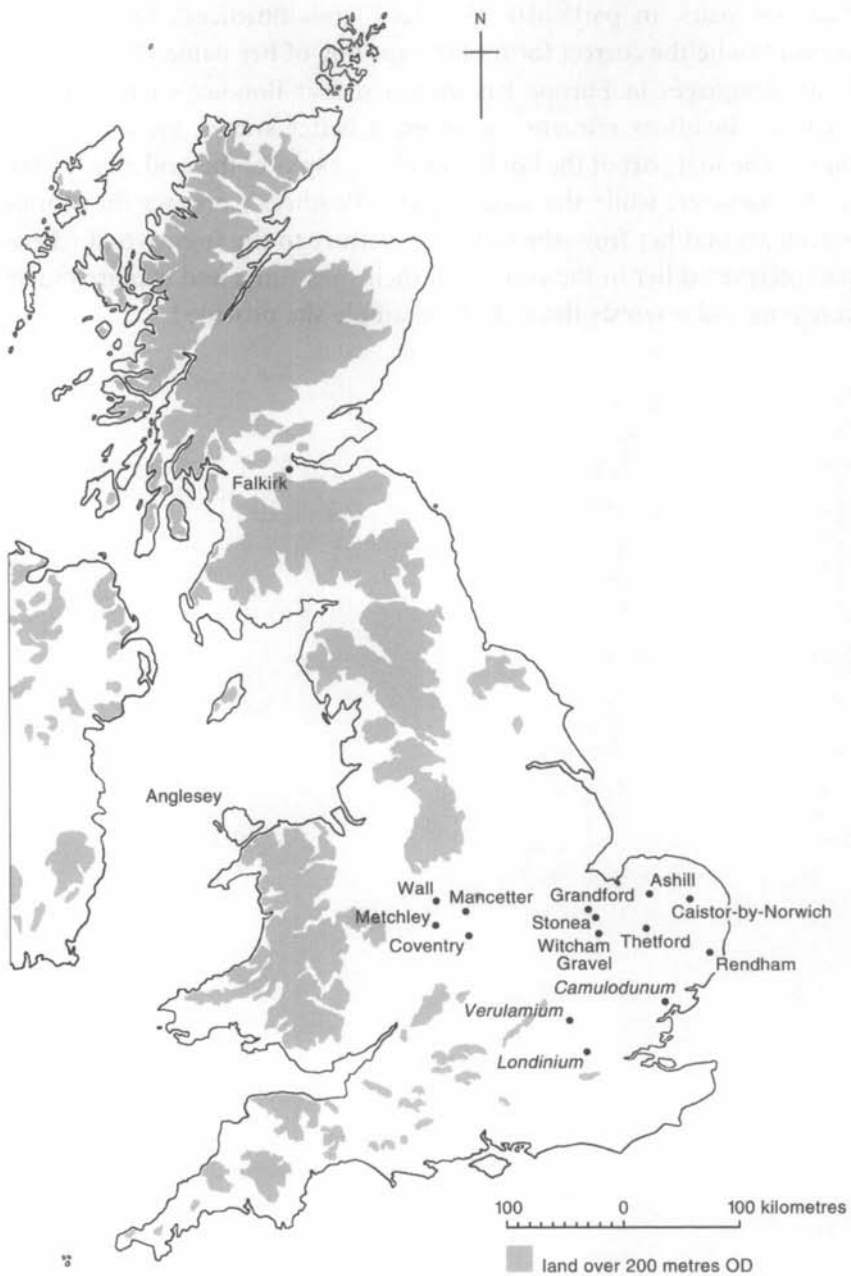 N
Falkirk
Anglesey
Wall
Mancetter
Metchley
Coventry
Grandford
Ashill
Stonea
Caistor-by-Norwich
Witcham
Gravel
Thetford
Rendham
Camulodunum
Verulamium
Londinium
100 0 100 kilometres
land over 200 metres OD